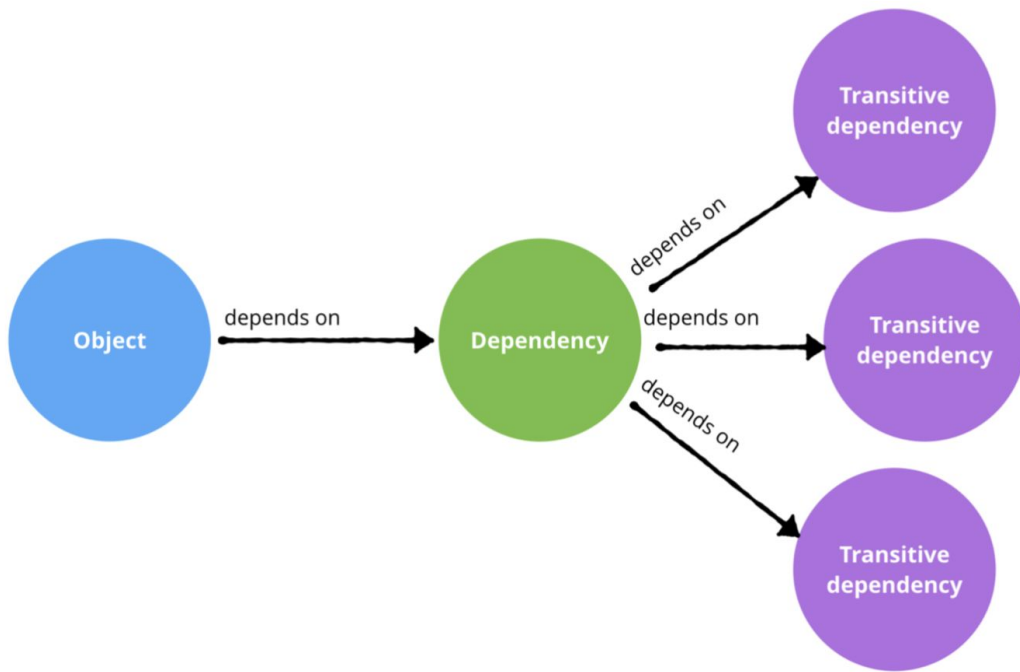 Object
depends on
Dependency
depends on
Transitive
dependency
depends on
Transitive
dependency
depends on
Transitive
dependency